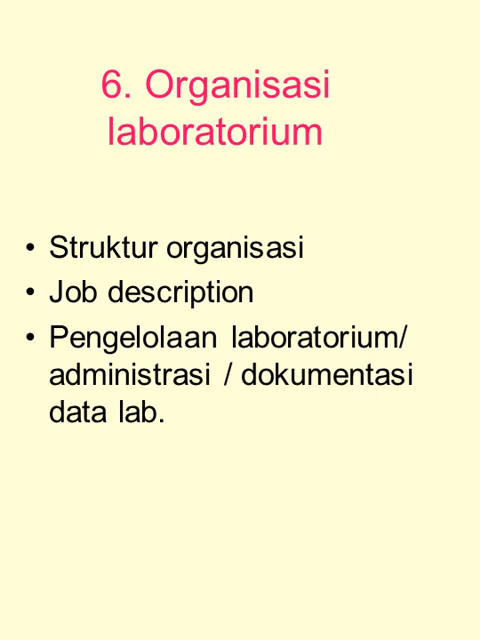 6. Organisasi
laboratorium
• Struktur organisasi
• Job description
• Pengelolaan laboratorium/
administrasi / dokumentasi
data lab.